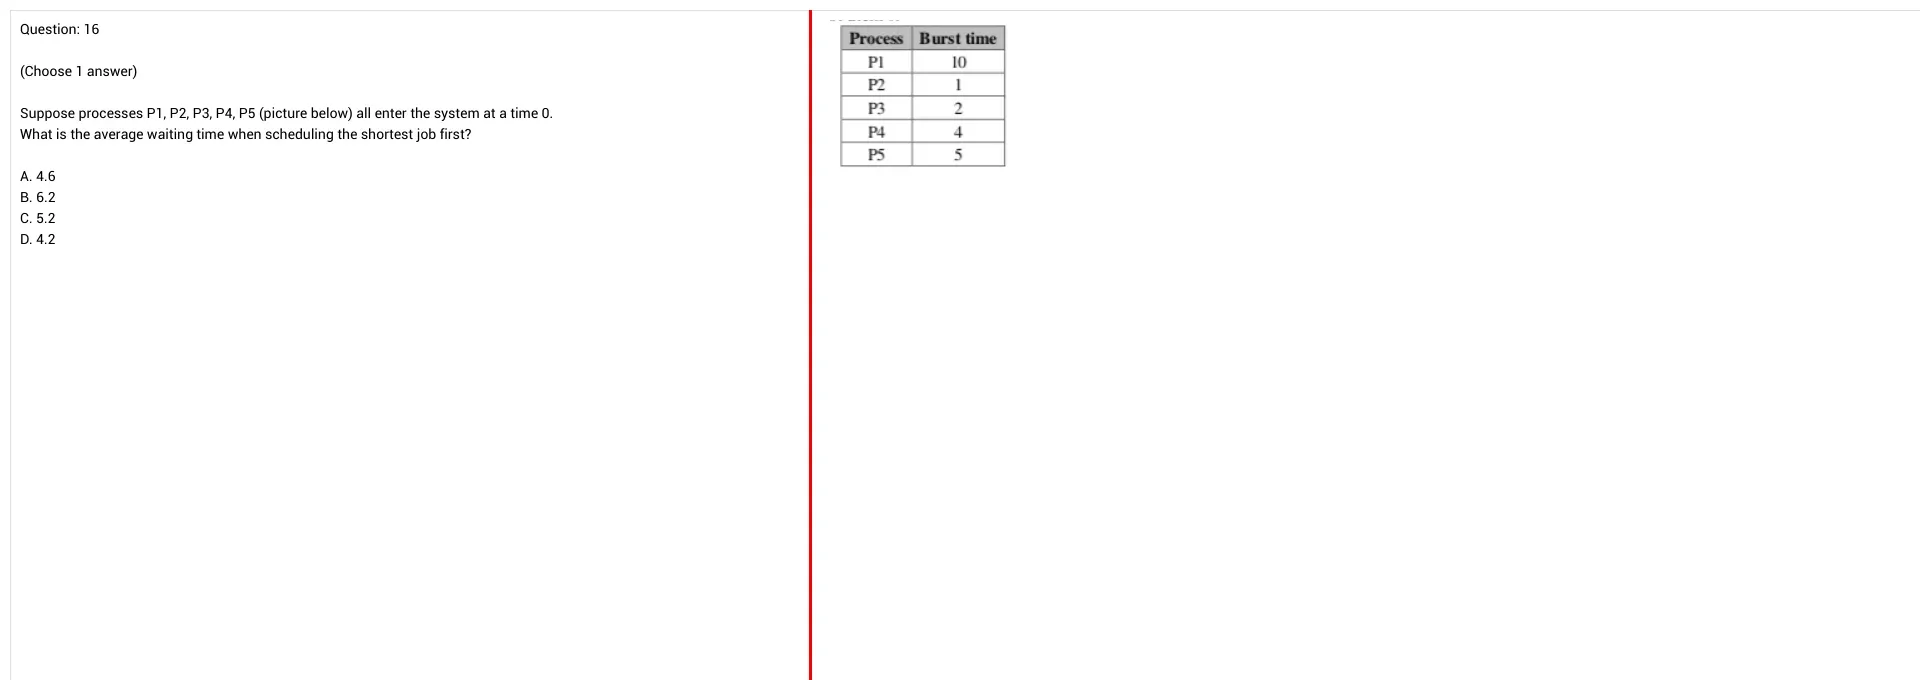 Question: 16
(Choose 1 answer)
Suppose processes P1, P2, P3, P4, P5 (picture below) all enter the system at a time 0.
What is the average waiting time when scheduling the shortest job first?
A. 4.6
B. 6.2
C. 5.2
D. 4.2
Process Burst time
P1 10
P2 1
P3 2
P4 4
P5 5